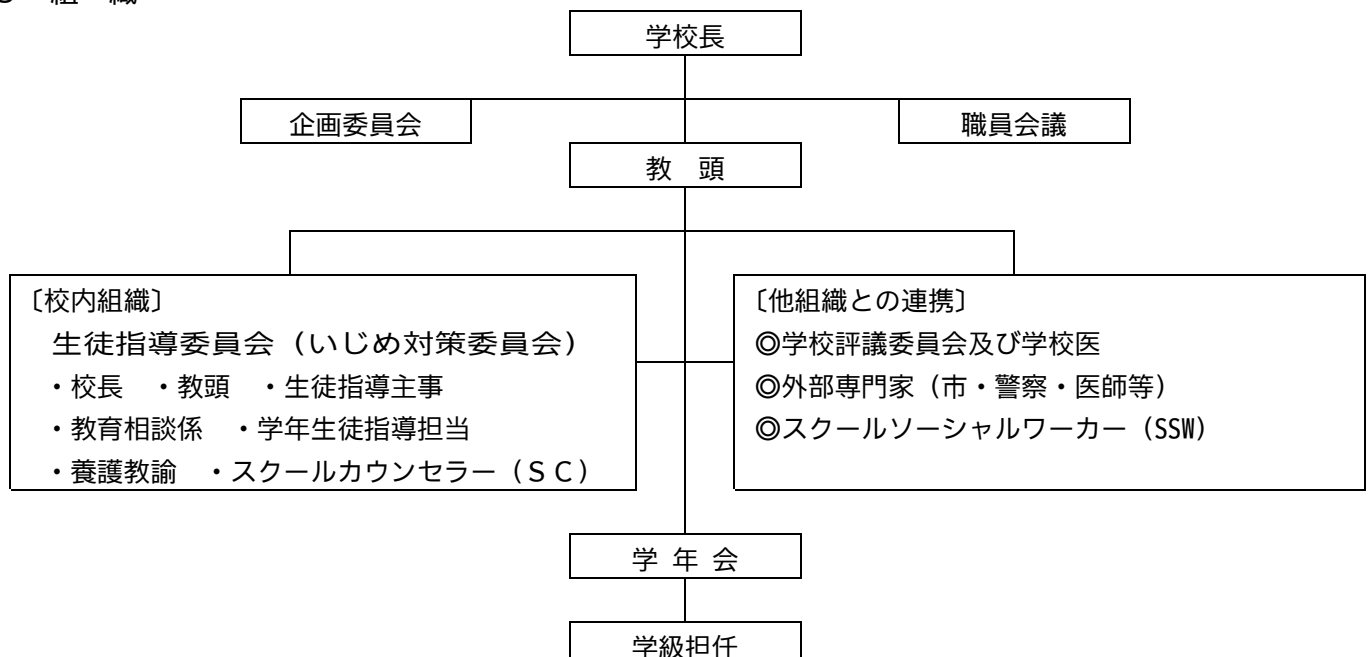 組 織
学校長
企画委員会
職員会議
教 頭
〔校内組織〕
生徒指導委員会（いじめ対策委員会）
・校長 ・教頭 ・生徒指導主事
・教育相談係 ・学年生徒指導担当
・養護教諭 ・スクールカウンセラー（ＳＣ）
〔他組織との連携〕
◎学校評議委員会及び学校医
◎外部専門家（市・警察・医師等）
◎スクールソーシャルワーカー（SSW）
学 年 会
学級担任